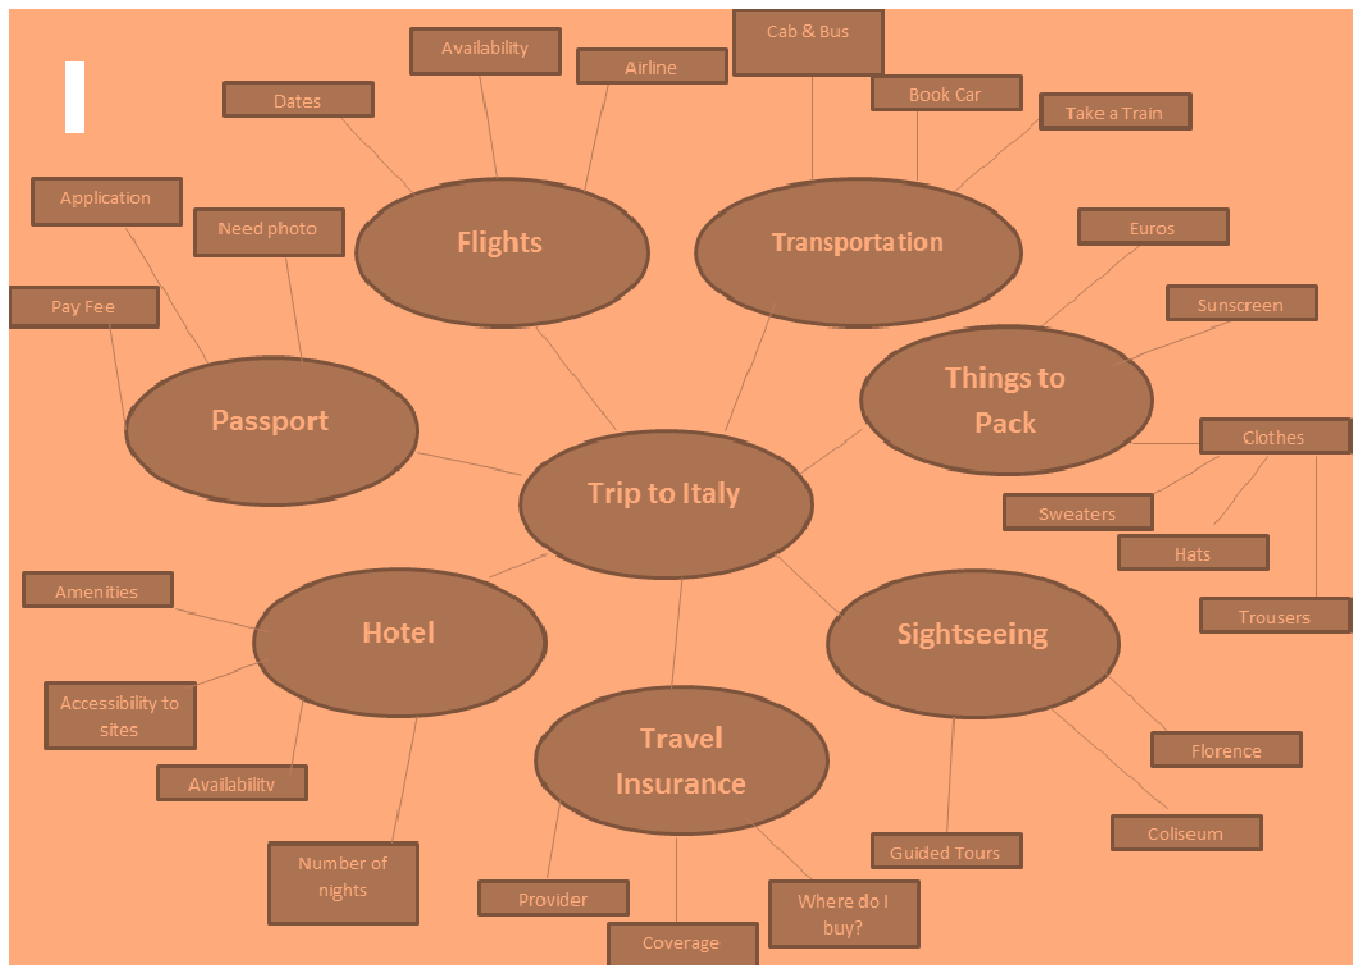 Cab & Bus
Availability
Airline
Dates
Book Car
Take a Train
Application
Need photo
Flights
Transportation
Euros
Pay Fee
Sunscreen
Passport
Things to
Pack
Clothes
Trip to Italy
Sweaters
Hats
Amenities
Hotel
Sightseeing
Trousers
Accessibility to
sites
Travel
Insurance
Florence
Availability
Coliseum
Guided Tours
Number of
nights
Provider
Where do I
buy?
Coverage